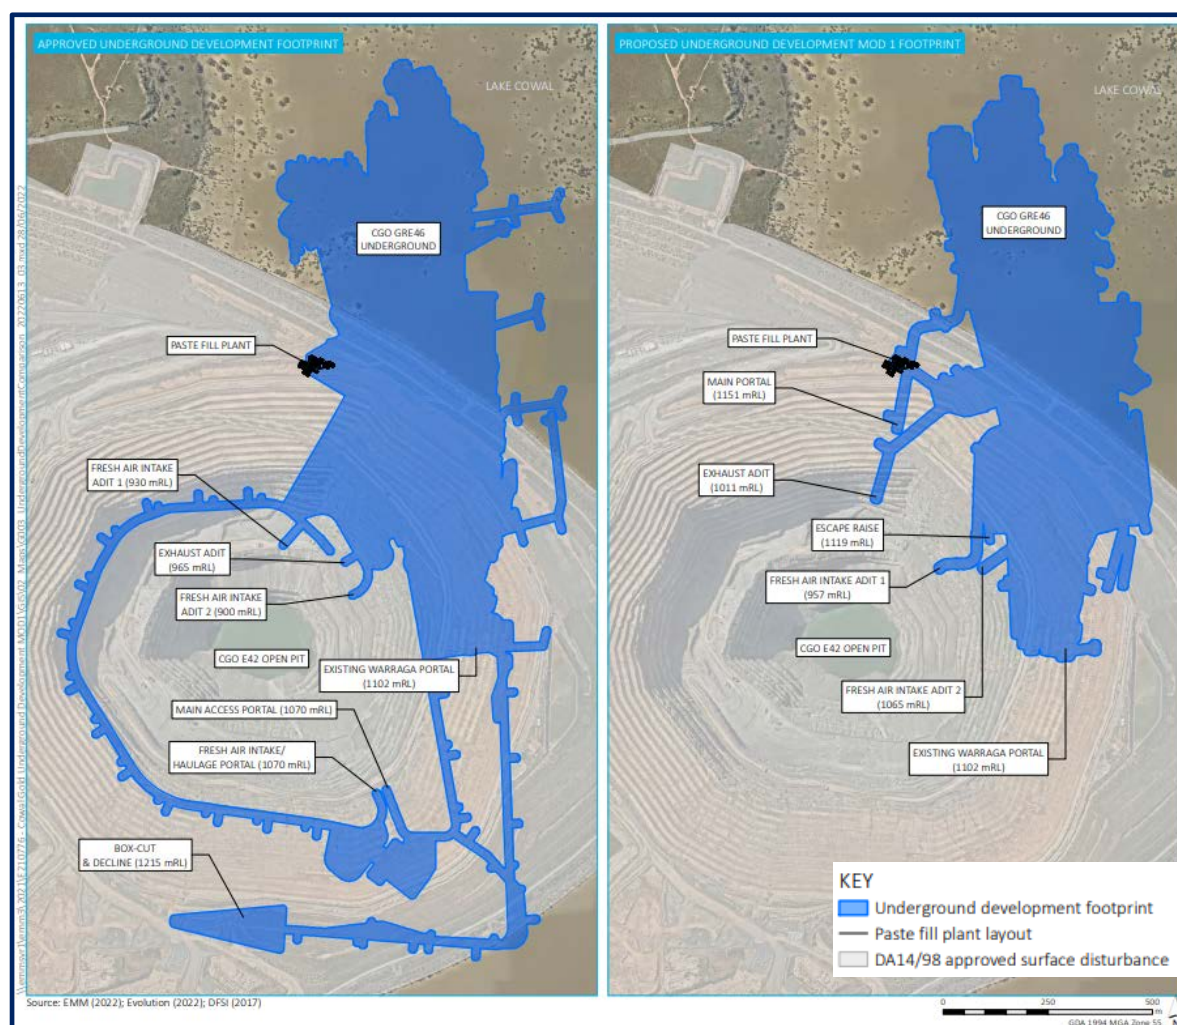 APPROVED UNDERGROUND DEVELOPMENT FOOTPRINT
LAKE COWAL
CGO GRE46
UNDERGROUND
PASTE FILL PLANT
FRESH AIR INTAKE
ADIT 1 (930 mRL)
EXHAUST ADIT
(965 mRL)
FRESH AIR INTAKE
ADIT 2 (900 mRL)
CGO E42 OPEN PIT
EXISTING WARRAGA PORTAL
(1102 mRL)
MAIN ACCESS PORTAL (1070 mRL)
FRESH AIR INTAKE/
HAULAGE PORTAL (1070 mRL)
BOX-CUT
& DECLINE (1215 mRL)
Source: EMM (2022); Evolution (2022); DFSI (2017)
PROPOSED UNDERGROUND DEVELOPMENT MOD 1 FOOTPRINT
LAKE COWAL
CGO GRE46
UNDERGROUND
PASTE FILL PLANT
MAIN PORTAL
(1151 mRL)
EXHAUST ADIT
(1011 mRL)
ESCAPE RAISE
(1119 mRL)
FRESH AIR INTAKE ADIT 1
(957 mRL)
CGO E42 OPEN PIT
FRESH AIR INTAKE ADIT 2
(1065 mRL)
EXISTING WARRAGA PORTAL
(1102 mRL)
KEY
Underground development footprint
Paste fill plant layout
DA14/98 approved surface disturbance
0 250 500
m
GDA 1994 MGA Zone 55